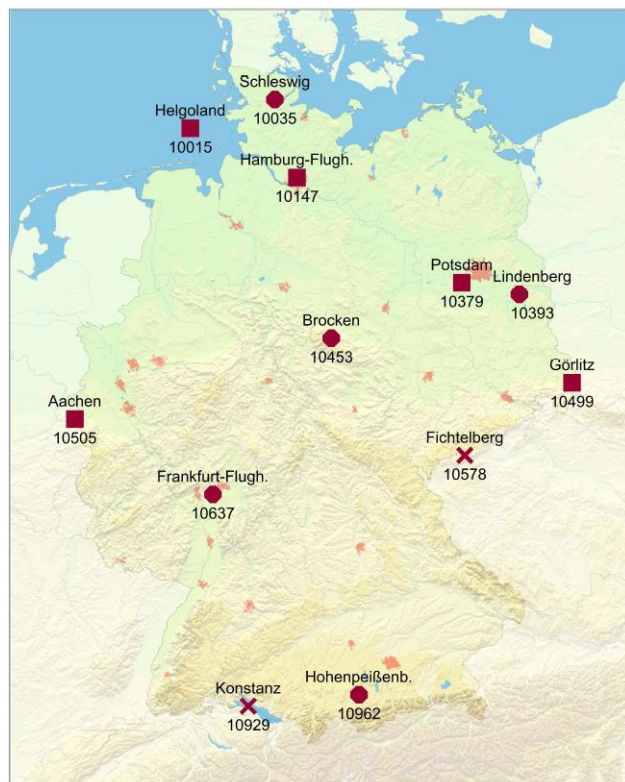 Schleswig
10035
Helgoland
10015
Hamburg-Flugh.
10147
Potsdam
10379
Lindenberg
10393
Brocken
10453
Görlitz
10499
Aachen
10505
Fichtelberg
10578
Frankfurt-Flugh.
10637
Konstanz
10929
Hohenpeißenb.
10962